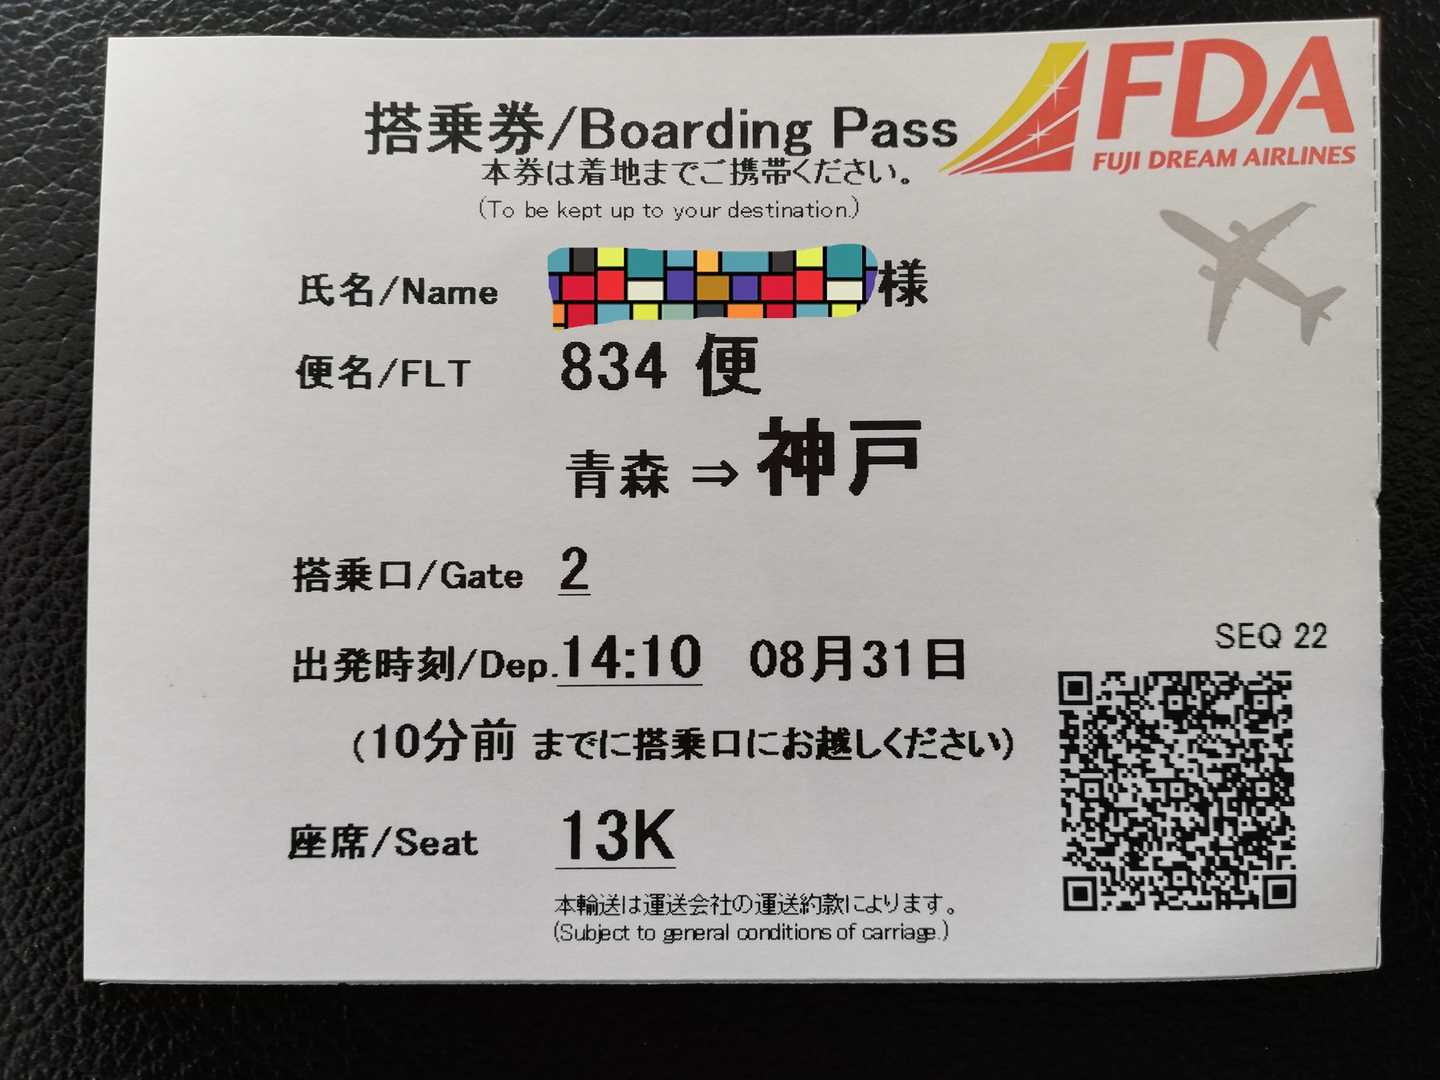 搭乗券/Boarding Pass
FDA
FUJI DREAM AIRLINES
本券は着地までご携帯ください。
(To be kept up to your destination.)
氏名/Name 様
便名/FLT 834 便
青森 ⇒ 神戸
搭乗口/Gate 2
出発時刻/Dep. 14:10 08月31日
SEQ 22
(10分前 までに搭乗口にお越しください)
座席/Seat 13K
本輸送は運送会社の運送約款によります。
(Subject to general conditions of carriage.)